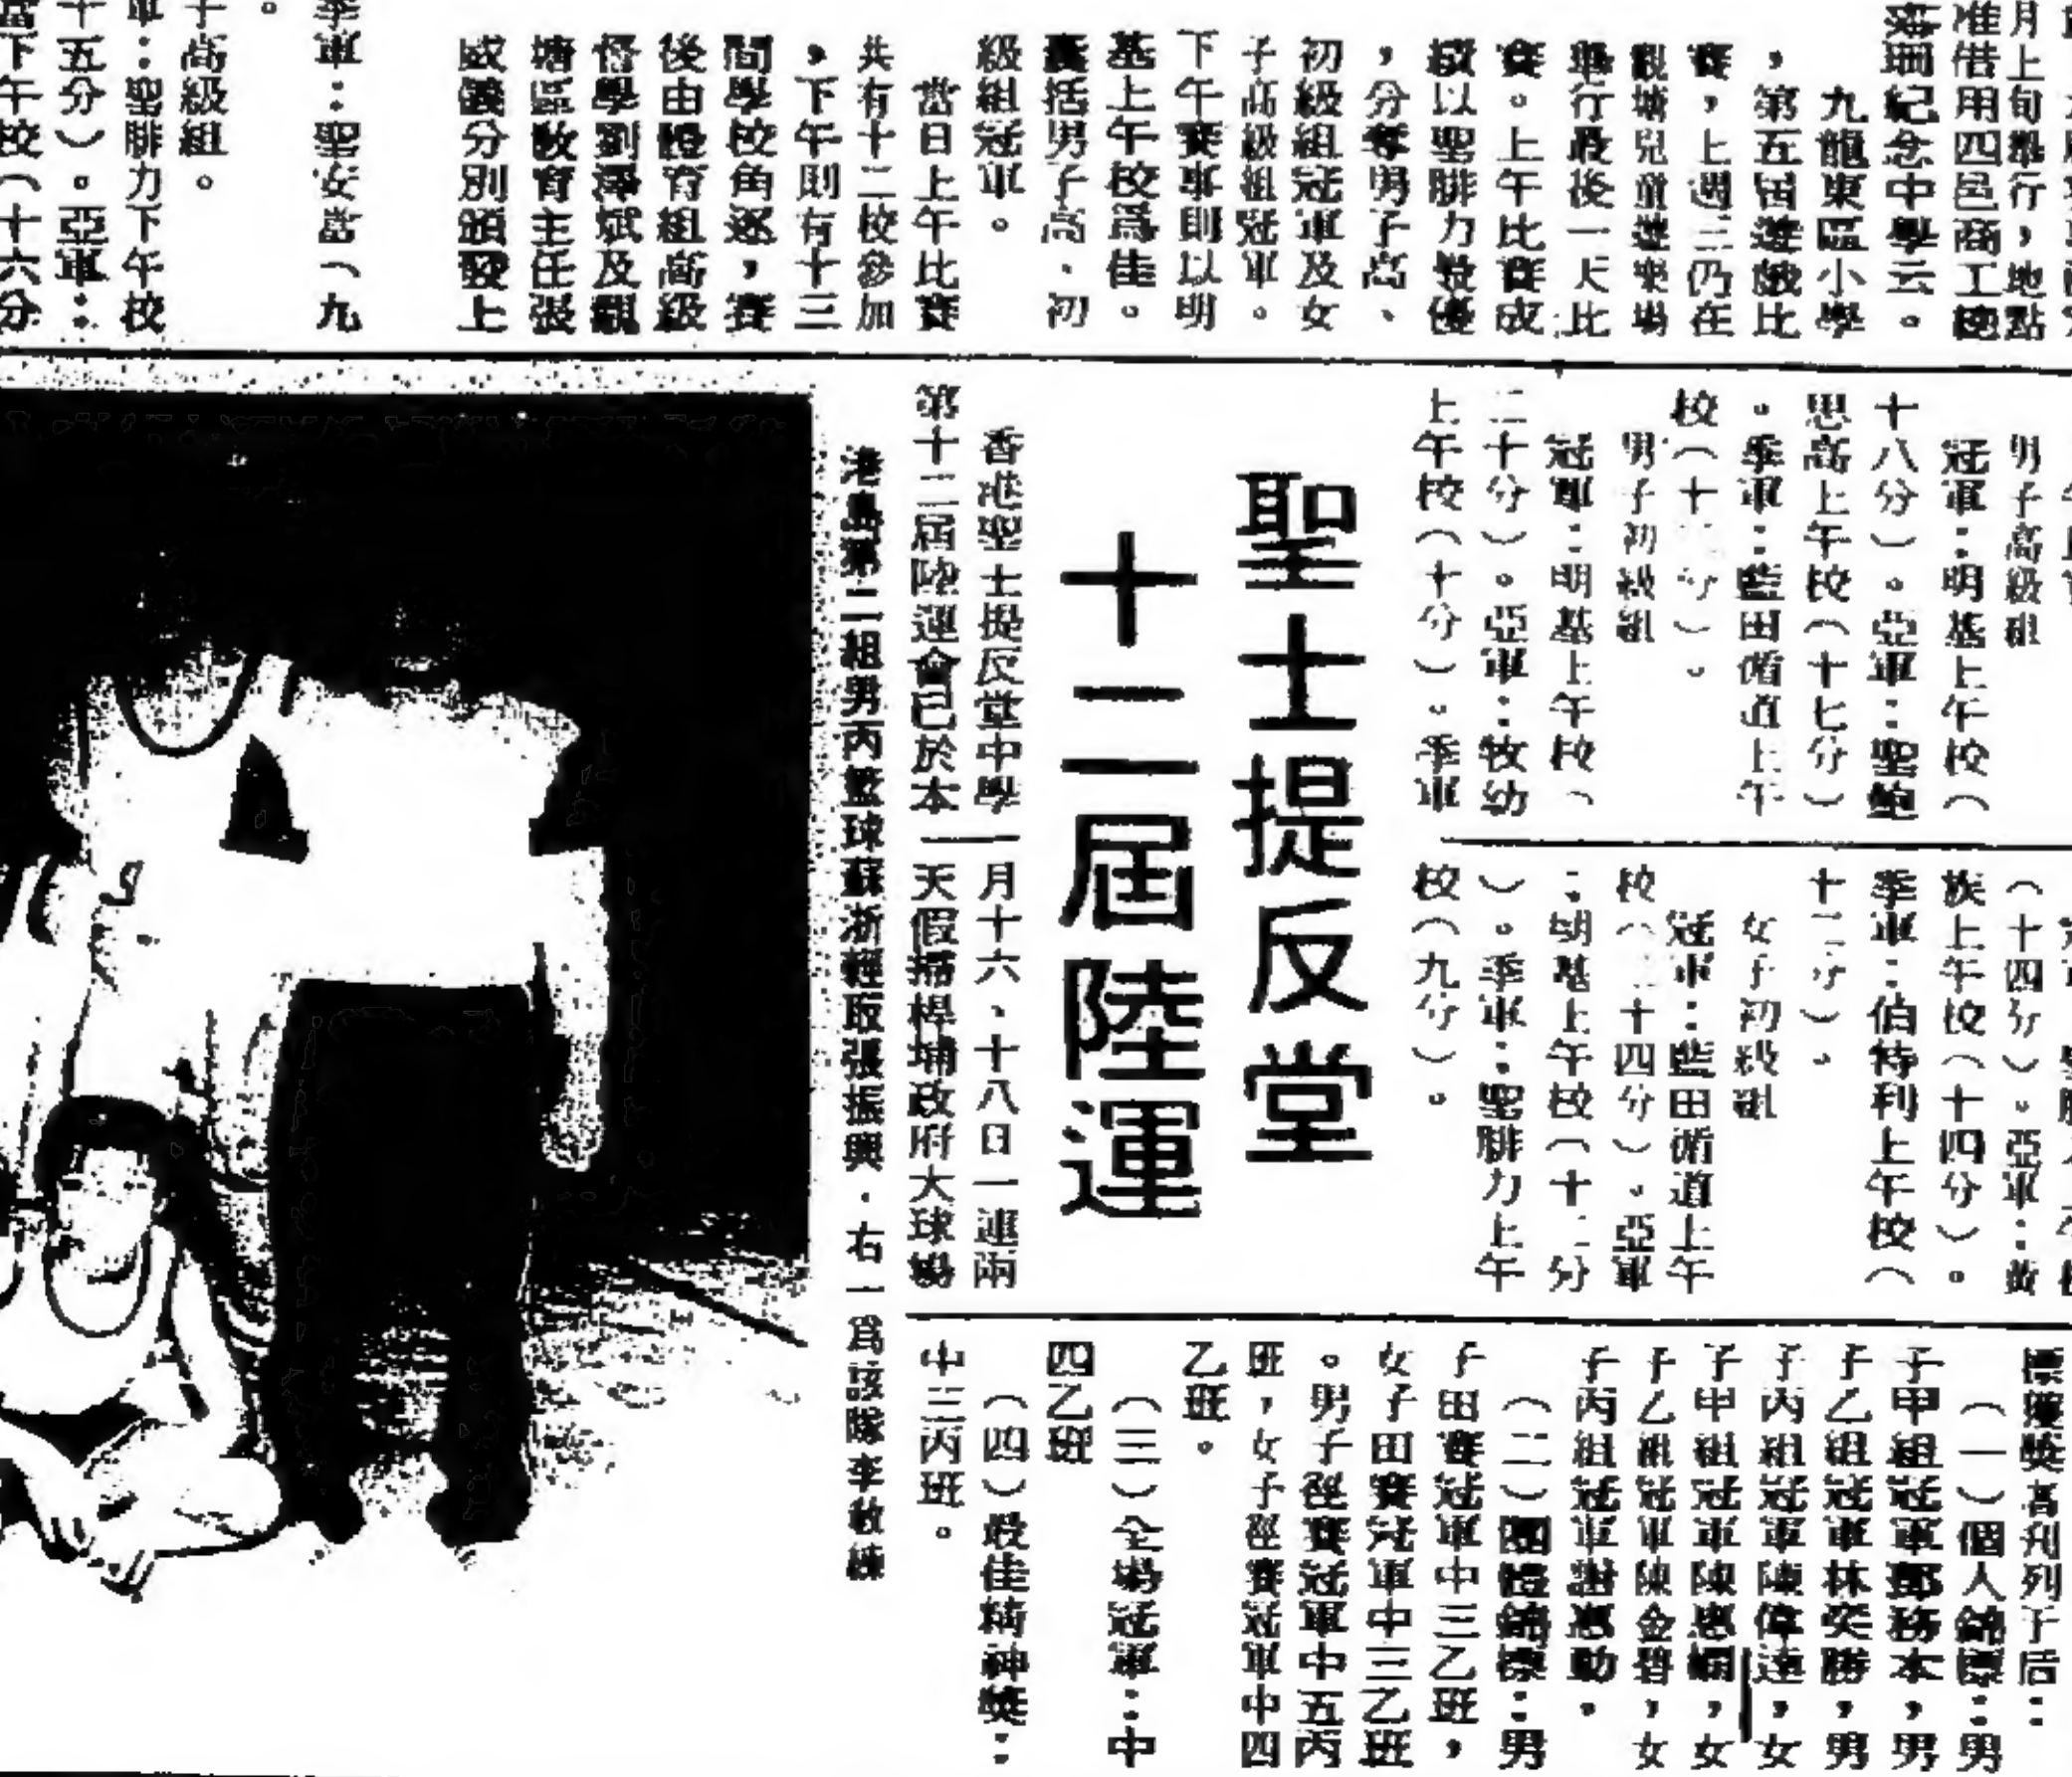 月上旬舉行，地點
准借用四邑商工總
珊紀念中學云。
九龍東區小學
，第五屆遊戲比
賽，上週三仍在
觀塘兒童遊樂場
舉行最後一天比
賽。上午比賽成
績以聖腓力最優
，分奪男子高、
初級組冠軍及女
子高級組冠軍。
下午賽事則以明
基上午校爲佳。
囊括男子高、初
級組冠軍。
當日上午比賽
共有十二校參加
，下午則有十三
間學校角逐，賽
後由體育組高級
督學劉澤斌及觀
塘區敎育主任張
威儀分別頒發上
季軍：聖安當（九
。
子高級組。
軍：聖腓力下午校
十五分）。亞軍：
當下午校（十六分
男子高級組
冠軍：明基上午校（
十八分）。亞軍：聖鮑
思高上午校（十七分）
。季軍：藍田循道上午
校（十 分）。
男子初級組
冠軍：明基上午校（
二十分）。亞軍：牧幼
上午校（十分）。季軍
（十四分）。亞軍：黃
族上午校（十四分）。
季軍：伯特利上午校（
十二分）。
女子初級組
冠軍：藍田循道上午
校（二十四分）。亞軍
：明基上午校（十二分
）。季軍：聖腓力上午
校（九分）。
聖士提反堂
十二屆陸運
香港聖士提反堂中學
第十二屆陸運會已於本
月十六、十八日一連兩
天假掃桿埔政府大球場
標獲獎者刋列于后：
（一）個人錦標：男
子甲組冠軍鄧務本，男
子乙組冠軍林奕勝，男
子丙組冠軍陳偉達，女
子甲組冠軍陳惠嫻，女
子乙組冠軍陳金碧，女
子丙組冠軍謝惠勤。
（二）團體錦標：男
子田賽冠軍中三乙班，
女子田賽冠軍中三乙班
。男子徑賽冠軍中五丙
班，女子徑賽冠軍中四
乙班。
（三）全場冠軍：中
四乙班
（四）最佳精神獎：
中三丙班。
港島第二組男丙籃球蘇浙輕取張振興．右一爲該隊李敎練